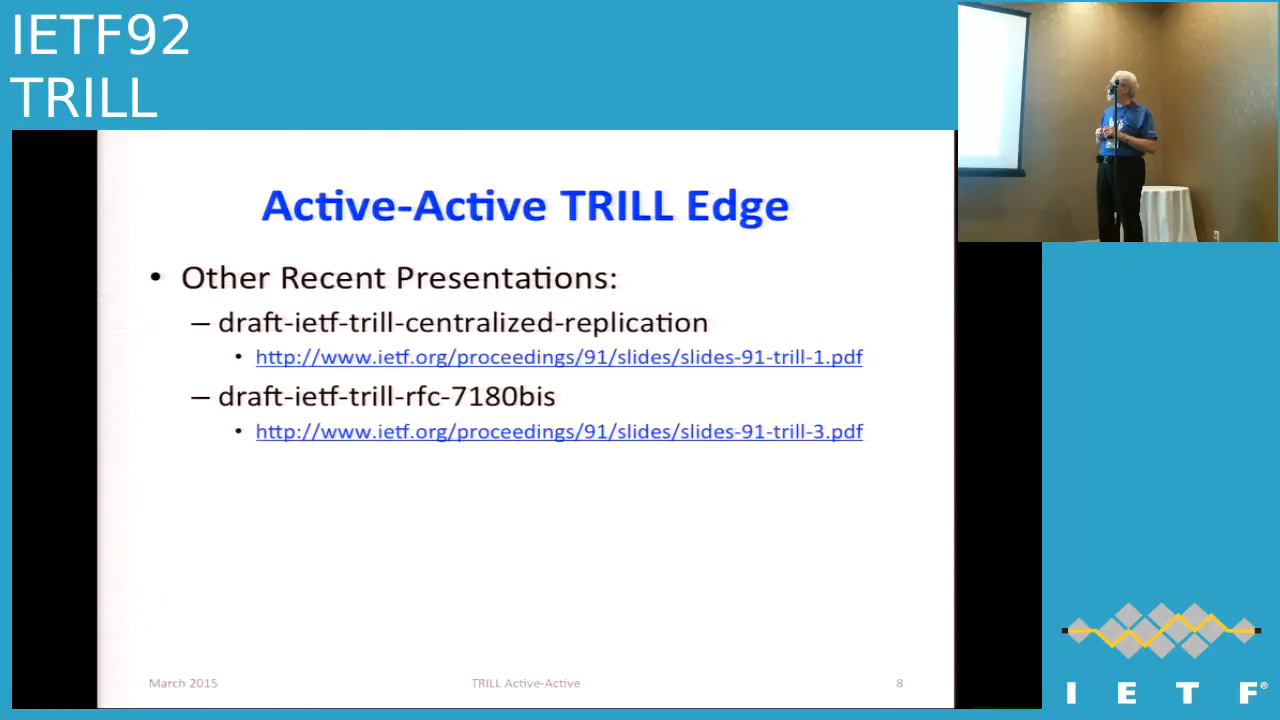 IETF92
TRILL
Active-Active TRILL Edge
• Other Recent Presentations:
– draft-ietf-trill-centralized-replication
• http://www.ietf.org/proceedings/91/slides/slides-91-trill-1.pdf
– draft-ietf-trill-rfc-7180bis
• http://www.ietf.org/proceedings/91/slides/slides-91-trill-3.pdf
March 2015 TRILL Active-Active 8
I E T F®